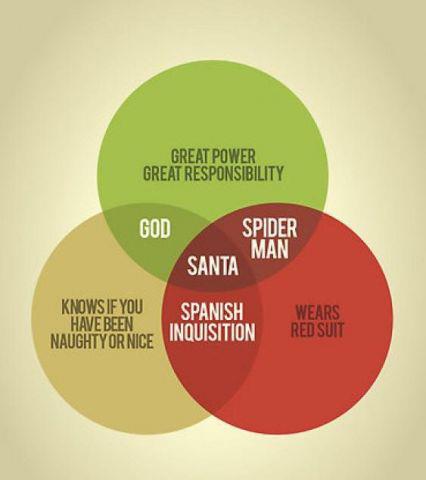 GREAT POWER
GREAT RESPONSIBILITY
GOD
SPIDER
MAN
SANTA
KNOWS IF YOU
HAVE BEEN
NAUGHTY OR NICE
SPANISH
INQUISITION
WEARS
RED SUIT